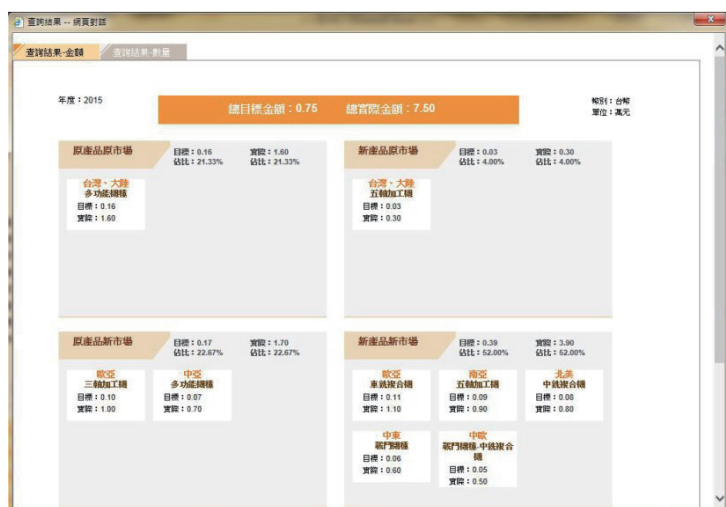 查詢結果 -- 網頁對話
查詢結果-金額
查詢結果-數量
年度：2015
總目標金額：0.75 總實際金額：7.50
幣別：台幣
單位：萬元
原產品原市場
目標：0.16 實際：1.60
佔比：21.33% 佔比：21.33%
台灣、大陸
多功能機種
目標：0.16
實際：1.60
新產品原市場
目標：0.03 實際：0.30
佔比：4.00% 佔比：4.00%
台灣、大陸
五軸加工機
目標：0.03
實際：0.30
原產品新市場
目標：0.17 實際：1.70
佔比：22.67% 佔比：22.67%
歐亞
三軸加工機
目標：0.10
實際：1.00
中亞
多功能機種
目標：0.07
實際：0.70
新產品新市場
目標：0.39 實際：3.90
佔比：52.00% 佔比：52.00%
歐亞
車銑複合機
目標：0.11
實際：1.10
南亞
五軸加工機
目標：0.09
實際：0.90
北美
中銑複合機
目標：0.08
實際：0.80
中東
龍門機種
目標：0.06
實際：0.60
中歐
龍門機種-中銑複合
機
目標：0.05
實際：0.50